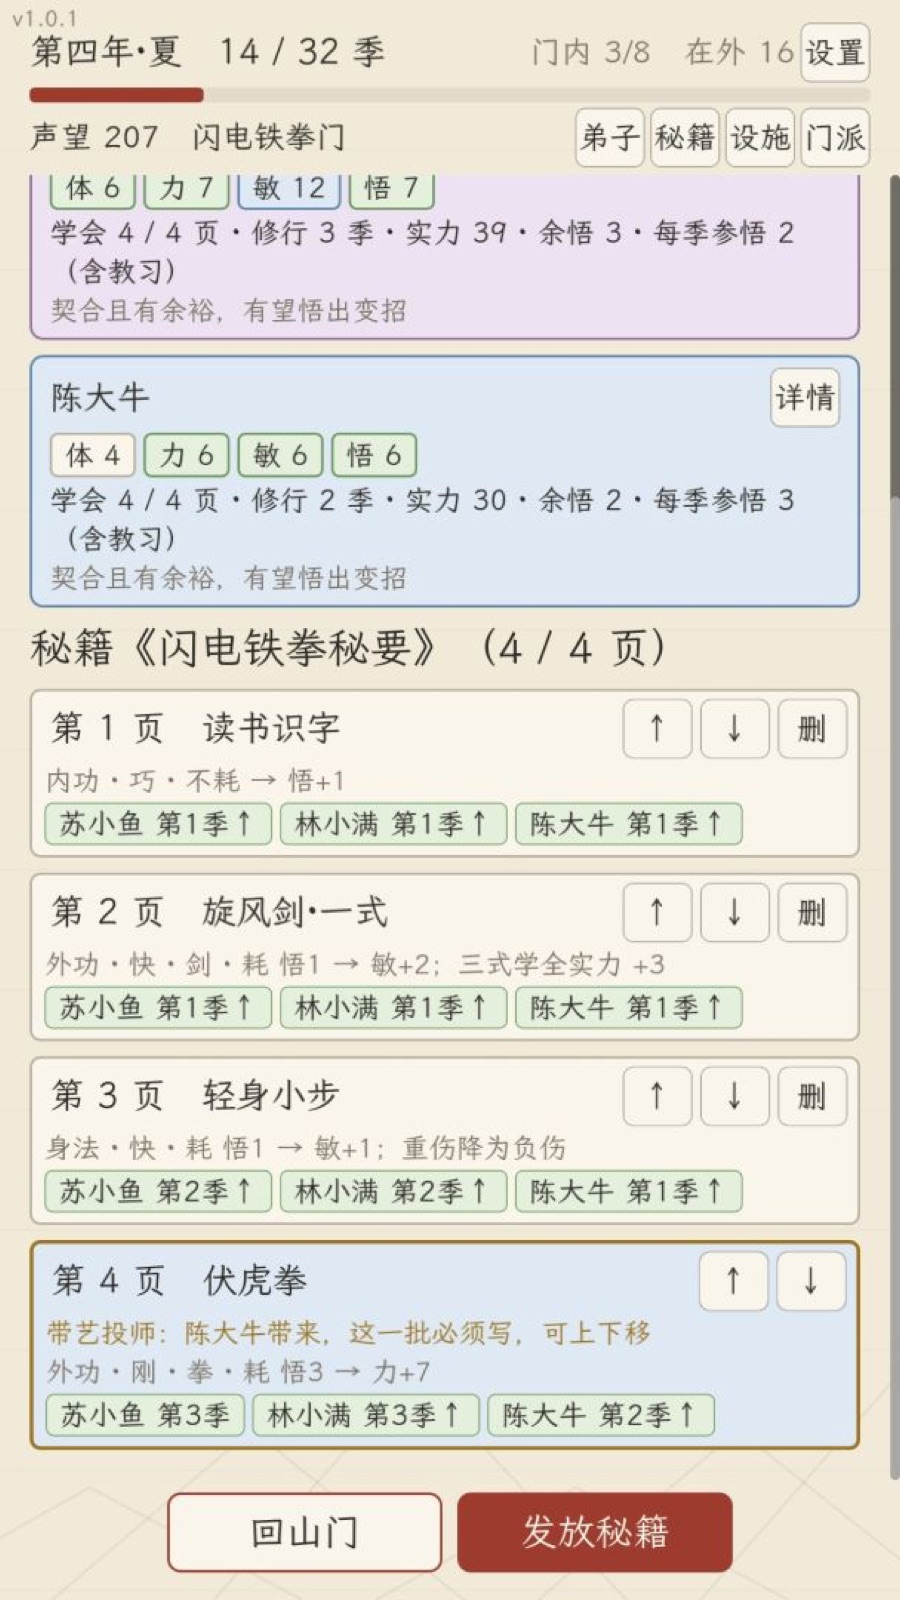 v1.0.1
第四年·夏 14 / 32 季 门内 3/8 在外 16 设置
声望 207 闪电铁拳门 弟子 秘籍 设施 门派
体 6 力 7 敏 12 悟 7
学会 4 / 4 页・修行 3 季・实力 39・余悟 3・每季参悟 2
（含教习）
契合且有余裕，有望悟出变招
陈大牛 详情
体 4 力 6 敏 6 悟 6
学会 4 / 4 页・修行 2 季・实力 30・余悟 2・每季参悟 3
（含教习）
契合且有余裕，有望悟出变招
秘籍《闪电铁拳秘要》（4 / 4 页）
第 1 页 读书识字 ↑ ↓ 删
内功・巧・不耗 → 悟+1
苏小鱼 第1季↑ 林小满 第1季↑ 陈大牛 第1季↑
第 2 页 旋风剑·一式 ↑ ↓ 删
外功・快・剑・耗 悟1 → 敏+2；三式学全实力 +3
苏小鱼 第1季↑ 林小满 第1季↑ 陈大牛 第1季↑
第 3 页 轻身小步 ↑ ↓ 删
身法・快・耗 悟1 → 敏+1；重伤降为负伤
苏小鱼 第2季↑ 林小满 第2季↑ 陈大牛 第1季↑
第 4 页 伏虎拳 ↑ ↓
带艺投师：陈大牛带来，这一批必须写，可上下移
外功・刚・拳・耗 悟3 → 力+7
苏小鱼 第3季 林小满 第3季↑ 陈大牛 第2季↑
回山门 发放秘籍